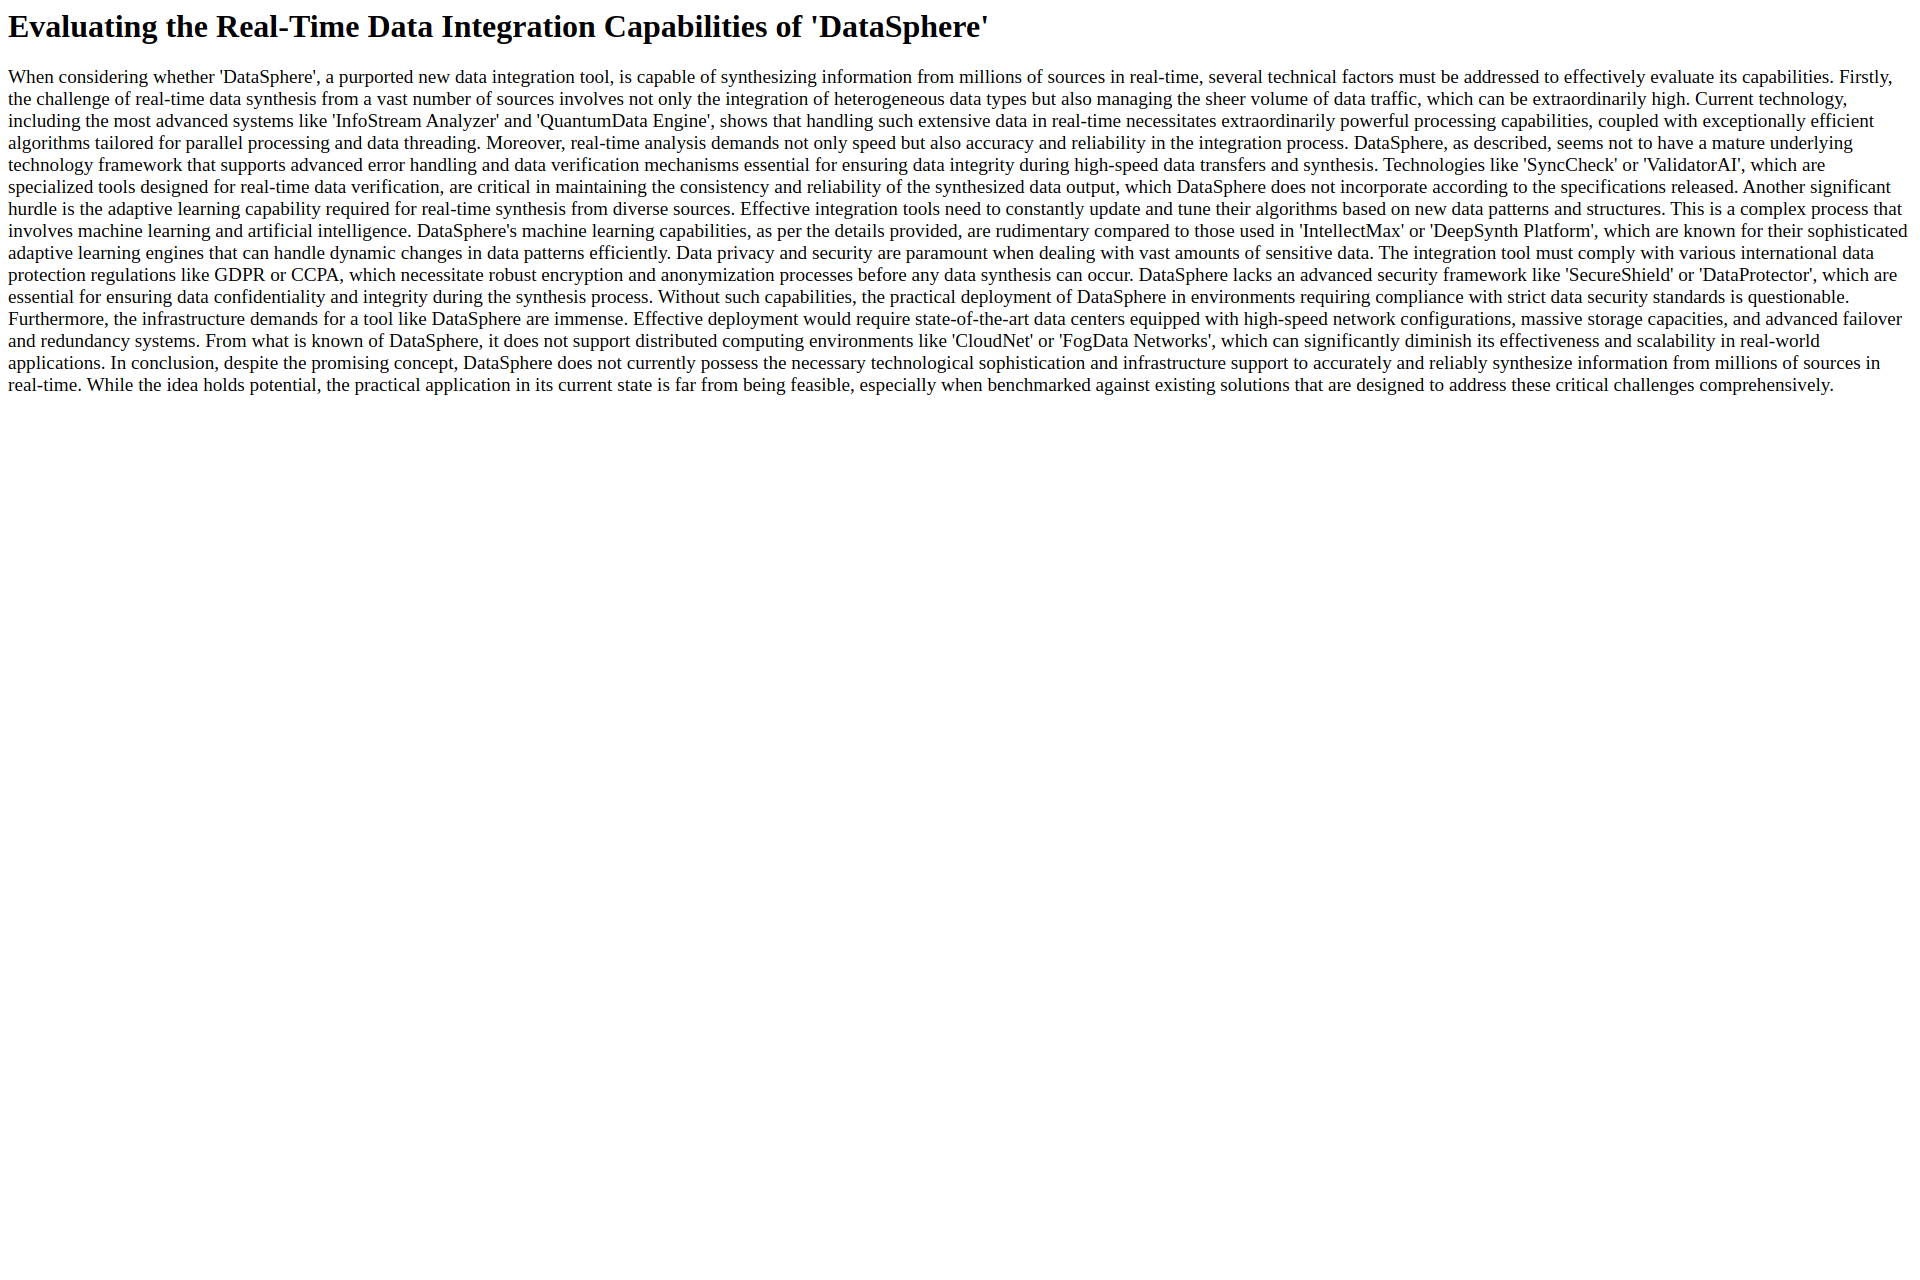 Evaluating the Real-Time Data Integration Capabilities of 'DataSphere'
When considering whether 'DataSphere', a purported new data integration tool, is capable of synthesizing information from millions of sources in real-time, several technical factors must be addressed to effectively evaluate its capabilities. Firstly,
the challenge of real-time data synthesis from a vast number of sources involves not only the integration of heterogeneous data types but also managing the sheer volume of data traffic, which can be extraordinarily high. Current technology,
including the most advanced systems like 'InfoStream Analyzer' and 'QuantumData Engine', shows that handling such extensive data in real-time necessitates extraordinarily powerful processing capabilities, coupled with exceptionally efficient
algorithms tailored for parallel processing and data threading. Moreover, real-time analysis demands not only speed but also accuracy and reliability in the integration process. DataSphere, as described, seems not to have a mature underlying
technology framework that supports advanced error handling and data verification mechanisms essential for ensuring data integrity during high-speed data transfers and synthesis. Technologies like 'SyncCheck' or 'ValidatorAI', which are
specialized tools designed for real-time data verification, are critical in maintaining the consistency and reliability of the synthesized data output, which DataSphere does not incorporate according to the specifications released. Another significant
hurdle is the adaptive learning capability required for real-time synthesis from diverse sources. Effective integration tools need to constantly update and tune their algorithms based on new data patterns and structures. This is a complex process that
involves machine learning and artificial intelligence. DataSphere's machine learning capabilities, as per the details provided, are rudimentary compared to those used in 'IntellectMax' or 'DeepSynth Platform', which are known for their sophisticated
adaptive learning engines that can handle dynamic changes in data patterns efficiently. Data privacy and security are paramount when dealing with vast amounts of sensitive data. The integration tool must comply with various international data
protection regulations like GDPR or CCPA, which necessitate robust encryption and anonymization processes before any data synthesis can occur. DataSphere lacks an advanced security framework like 'SecureShield' or 'DataProtector', which are
essential for ensuring data confidentiality and integrity during the synthesis process. Without such capabilities, the practical deployment of DataSphere in environments requiring compliance with strict data security standards is questionable.
Furthermore, the infrastructure demands for a tool like DataSphere are immense. Effective deployment would require state-of-the-art data centers equipped with high-speed network configurations, massive storage capacities, and advanced failover
and redundancy systems. From what is known of DataSphere, it does not support distributed computing environments like 'CloudNet' or 'FogData Networks', which can significantly diminish its effectiveness and scalability in real-world
applications. In conclusion, despite the promising concept, DataSphere does not currently possess the necessary technological sophistication and infrastructure support to accurately and reliably synthesize information from millions of sources in
real-time. While the idea holds potential, the practical application in its current state is far from being feasible, especially when benchmarked against existing solutions that are designed to address these critical challenges comprehensively.